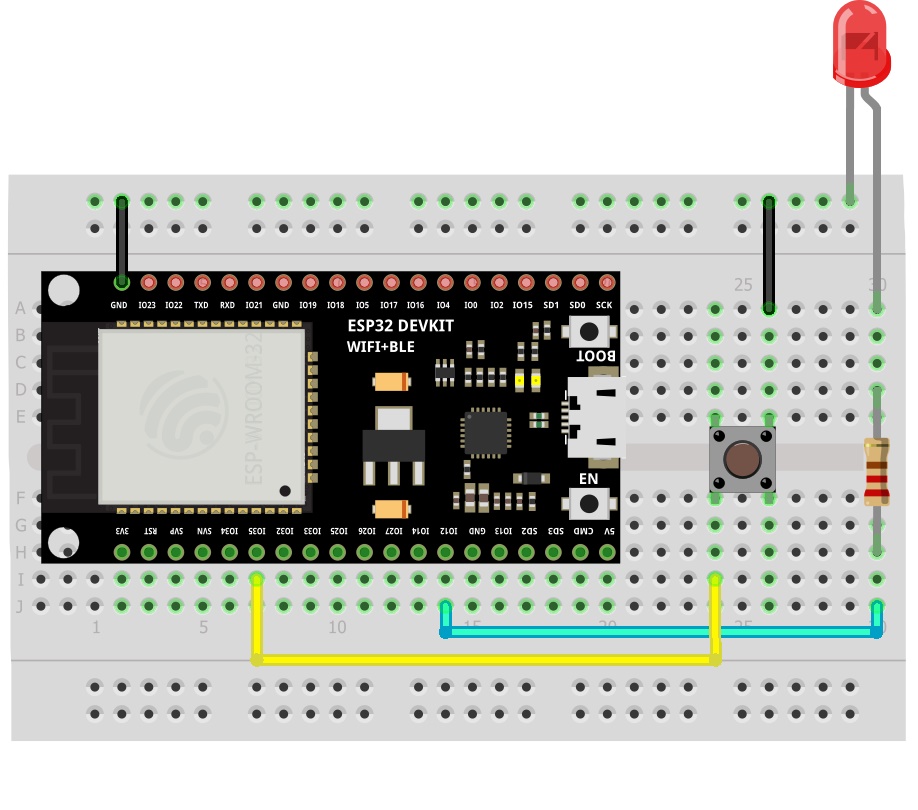 25
30
GND IO23 IO22 TXD RXD IO21 GND IO19 IO18 IO5 IO17 IO16 IO4 IO0 IO2 IO15 SD1 SD0 SCK
A
B
C
D
E
F
G
H
I
J
ESP32 DEVKIT
WIFI+BLE
BOOT
ESP-WROOM32
EN
3V3 RST SVP SVN IO34 IO35 IO32 IO33 IO25 IO26 IO27 IO14 IO12 GND IO13 SD2 SD3 CMD 5V
1 5 10 15 20 25 30